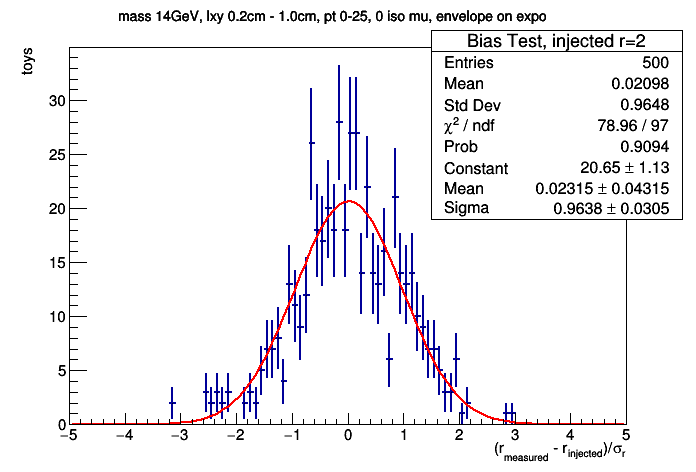 mass 14GeV, lxy 0.2cm - 1.0cm, pt 0-25, 0 iso mu, envelope on expo
Bias Test, injected r=2
Entries 500
Mean 0.02098
Std Dev 0.9648
χ² / ndf 78.96 / 97
Prob 0.9094
Constant 20.65 ± 1.13
Mean 0.02315 ± 0.04315
Sigma 0.9638 ± 0.0305
toys
30
25
20
15
10
5
0
−5 −4 −3 −2 −1 0 1 2 3 4 5
(r_measured - r_injected)/σ_r